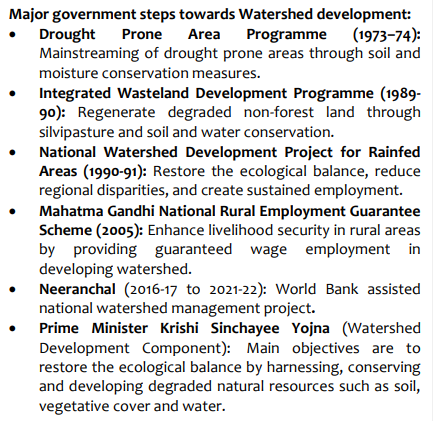 Major government steps towards Watershed development:
• Drought Prone Area Programme (1973–74):
Mainstreaming of drought prone areas through soil and
moisture conservation measures.
• Integrated Wasteland Development Programme (1989-
90): Regenerate degraded non-forest land through
silvipasture and soil and water conservation.
• National Watershed Development Project for Rainfed
Areas (1990-91): Restore the ecological balance, reduce
regional disparities, and create sustained employment.
• Mahatma Gandhi National Rural Employment Guarantee
Scheme (2005): Enhance livelihood security in rural areas
by providing guaranteed wage employment in
developing watershed.
• Neeranchal (2016-17 to 2021-22): World Bank assisted
national watershed management project.
• Prime Minister Krishi Sinchayee Yojna (Watershed
Development Component): Main objectives are to
restore the ecological balance by harnessing, conserving
and developing degraded natural resources such as soil,
vegetative cover and water.